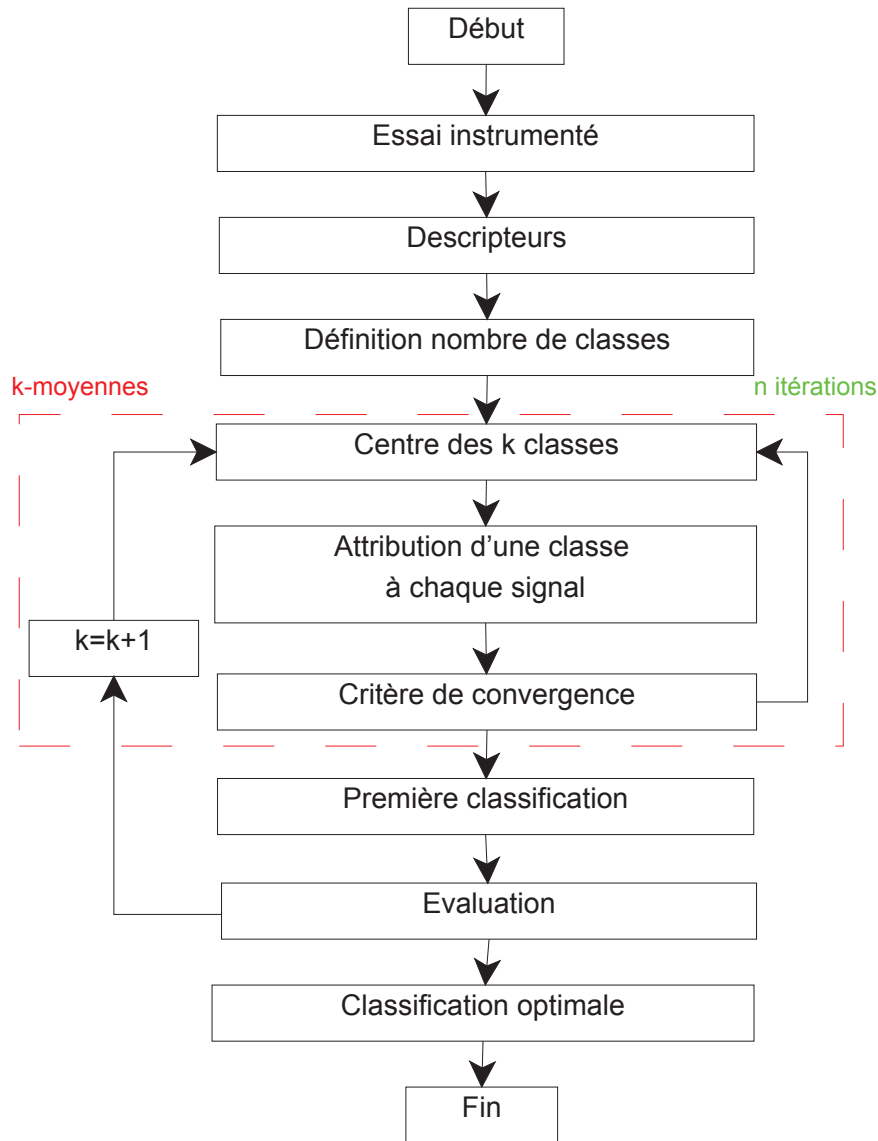 Début
Essai instrumenté
Descripteurs
Définition nombre de classes
k-moyennes
n itérations
Centre des k classes
Attribution d’une classe
à chaque signal
k=k+1
Critère de convergence
Première classification
Evaluation
Classification optimale
Fin